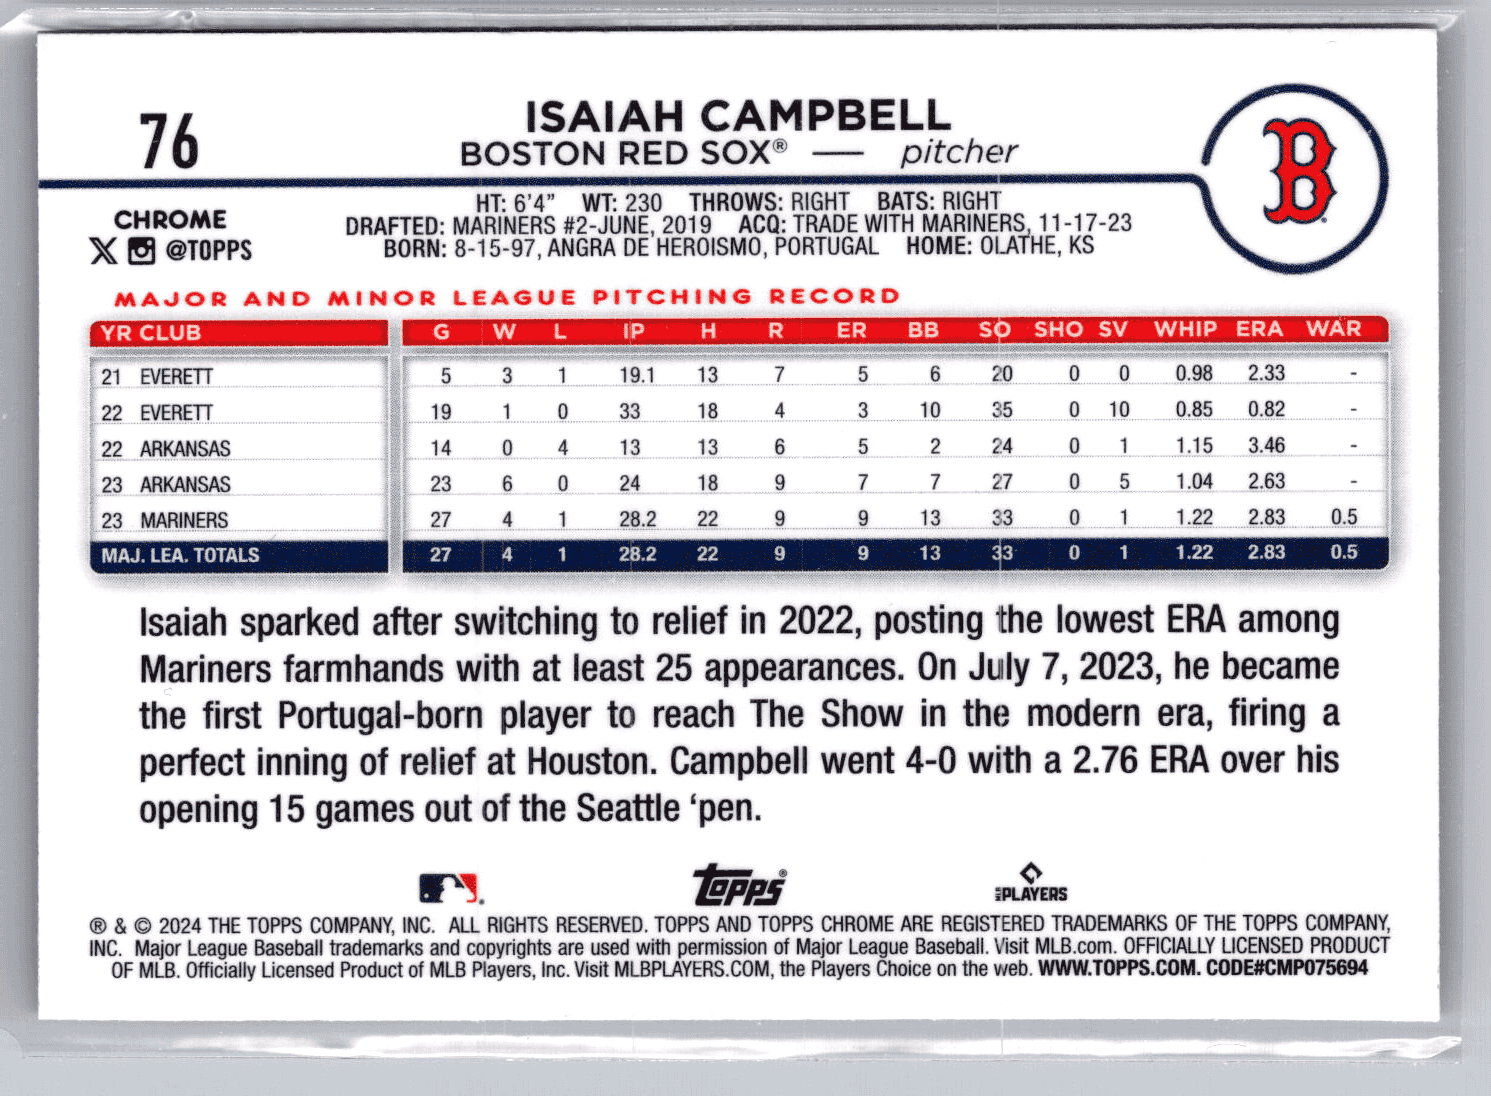 76
ISAIAH CAMPBELL
BOSTON RED SOX® — pitcher
B
CHROME
X @TOPPS
HT: 6'4" WT: 230 THROWS: RIGHT BATS: RIGHT
DRAFTED: MARINERS #2-JUNE, 2019 ACQ: TRADE WITH MARINERS, 11-17-23
BORN: 8-15-97, ANGRA DE HEROISMO, PORTUGAL HOME: OLATHE, KS
MAJOR AND MINOR LEAGUE PITCHING RECORD
YR CLUB G W L IP H R ER BB SO SHO SV WHIP ERA WAR
21 EVERETT 5 3 1 19.1 13 7 5 6 20 0 0 0.98 2.33 -
22 EVERETT 19 1 0 33 18 4 3 10 35 0 10 0.85 0.82 -
22 ARKANSAS 14 0 4 13 13 6 5 2 24 0 1 1.15 3.46 -
23 ARKANSAS 23 6 0 24 18 9 7 7 27 0 5 1.04 2.63 -
23 MARINERS 27 4 1 28.2 22 9 9 13 33 0 1 1.22 2.83 0.5
MAJ. LEA. TOTALS 27 4 1 28.2 22 9 9 13 33 0 1 1.22 2.83 0.5
Isaiah sparked after switching to relief in 2022, posting the lowest ERA among
Mariners farmhands with at least 25 appearances. On July 7, 2023, he became
the first Portugal-born player to reach The Show in the modern era, firing a
perfect inning of relief at Houston. Campbell went 4-0 with a 2.76 ERA over his
opening 15 games out of the Seattle 'pen.
TOPPS®
MLB PLAYERS
® & © 2024 THE TOPPS COMPANY, INC. ALL RIGHTS RESERVED. TOPPS AND TOPPS CHROME ARE REGISTERED TRADEMARKS OF THE TOPPS COMPANY,
INC. Major League Baseball trademarks and copyrights are used with permission of Major League Baseball. Visit MLB.com. OFFICIALLY LICENSED PRODUCT
OF MLB. Officially Licensed Product of MLB Players, Inc. Visit MLBPLAYERS.COM, the Players Choice on the web. WWW.TOPPS.COM. CODE#CMP075694